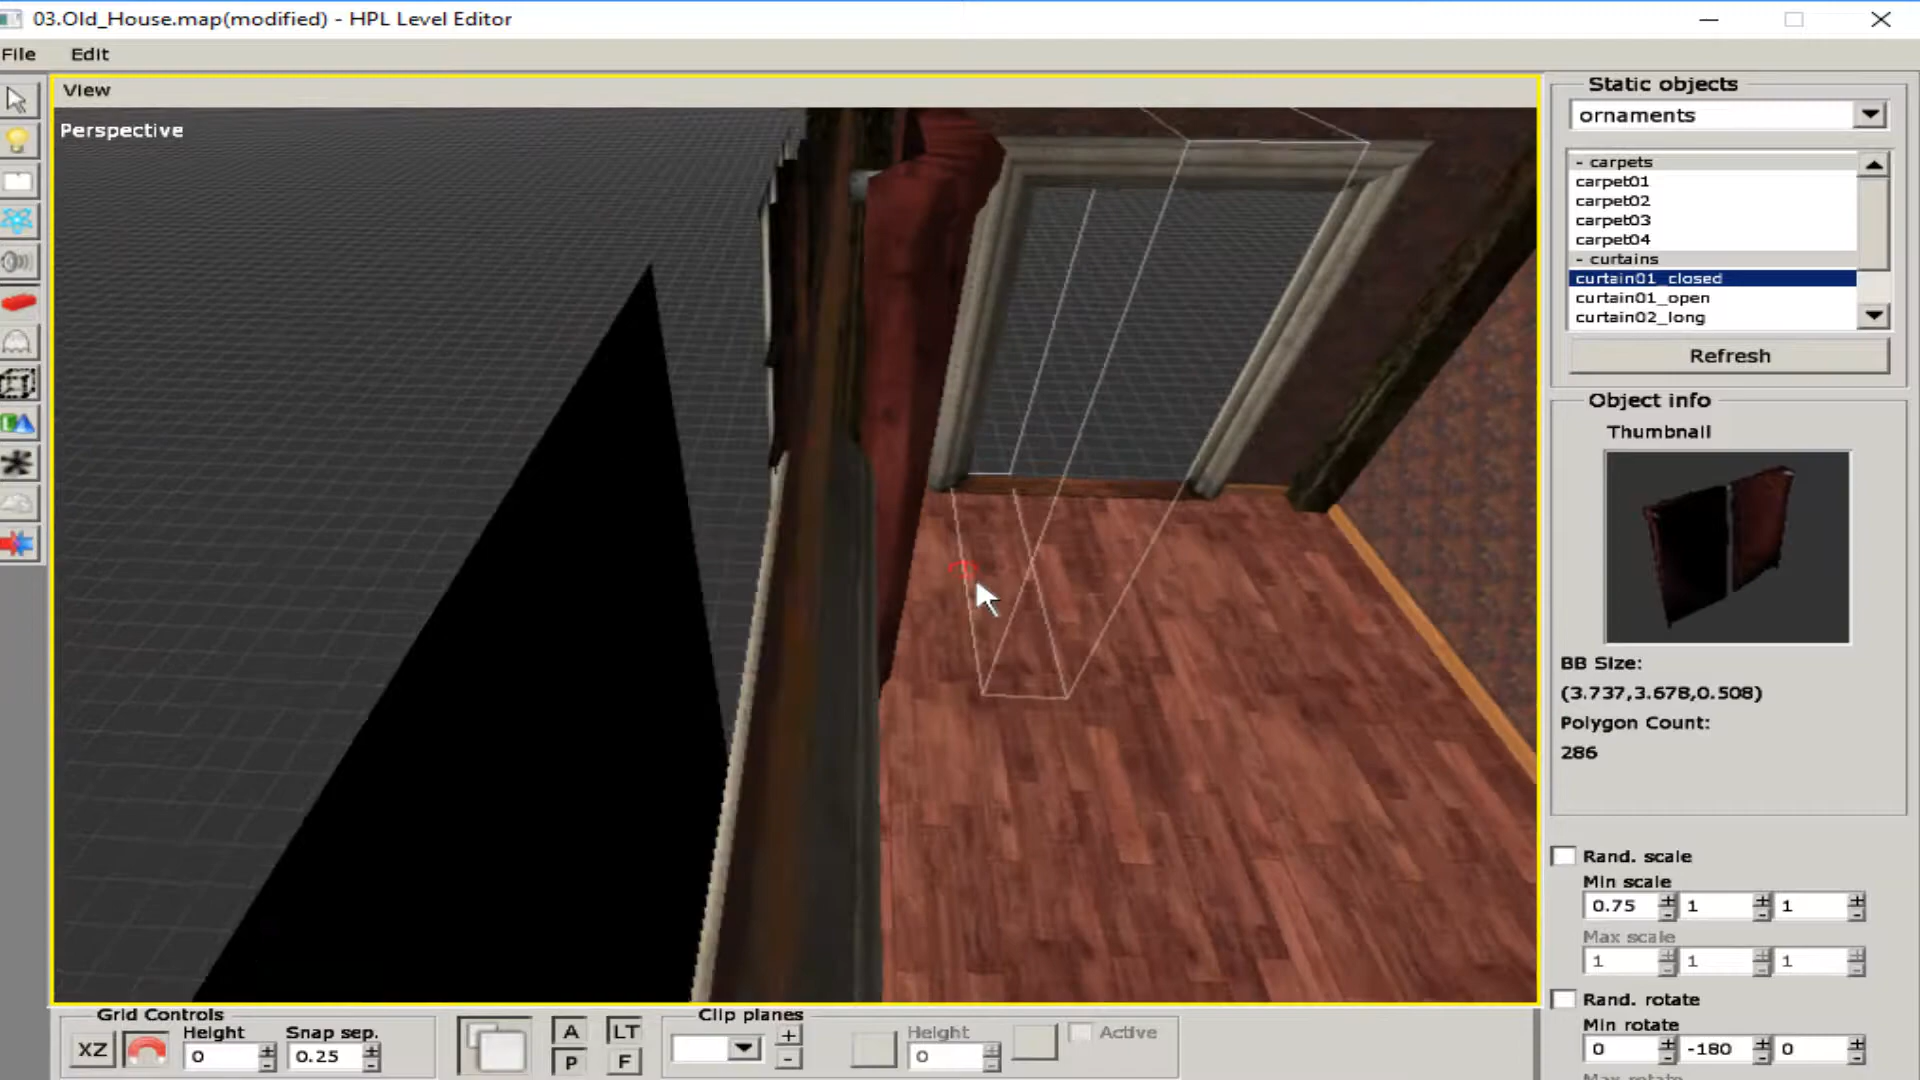 03.Old_House.map(modified) - HPL Level Editor
File Edit
View
Perspective
Static objects
ornaments
- carpets
carpet01
carpet02
carpet03
carpet04
- curtains
curtain01_closed
curtain01_open
curtain02_long
Refresh
Object info
Thumbnail
BB Size:
(3.737,3.678,0.508)
Polygon Count:
286
Rand. scale
Min scale
0.75 1 1
Max scale
1 1 1
Rand. rotate
Min rotate
0 -180 0
Max rotate
Grid Controls
XZ
Height
0
Snap sep.
0.25
A
P
LT
F
Clip planes
+
-
Height
0
Active